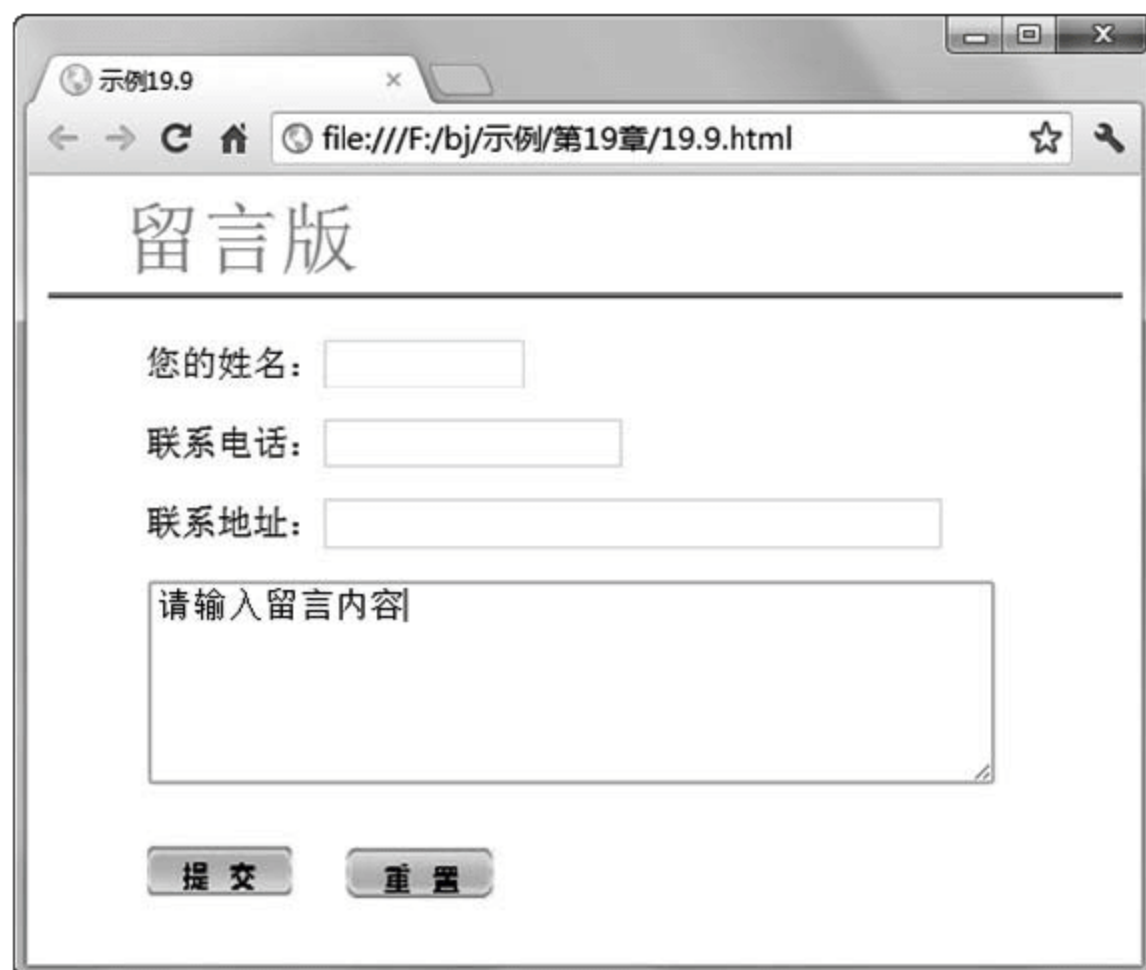 示例19.9
file:///F:/bj/示例/第19章/19.9.html
留言版
您的姓名：
联系电话：
联系地址：
请输入留言内容
提 交 重 置